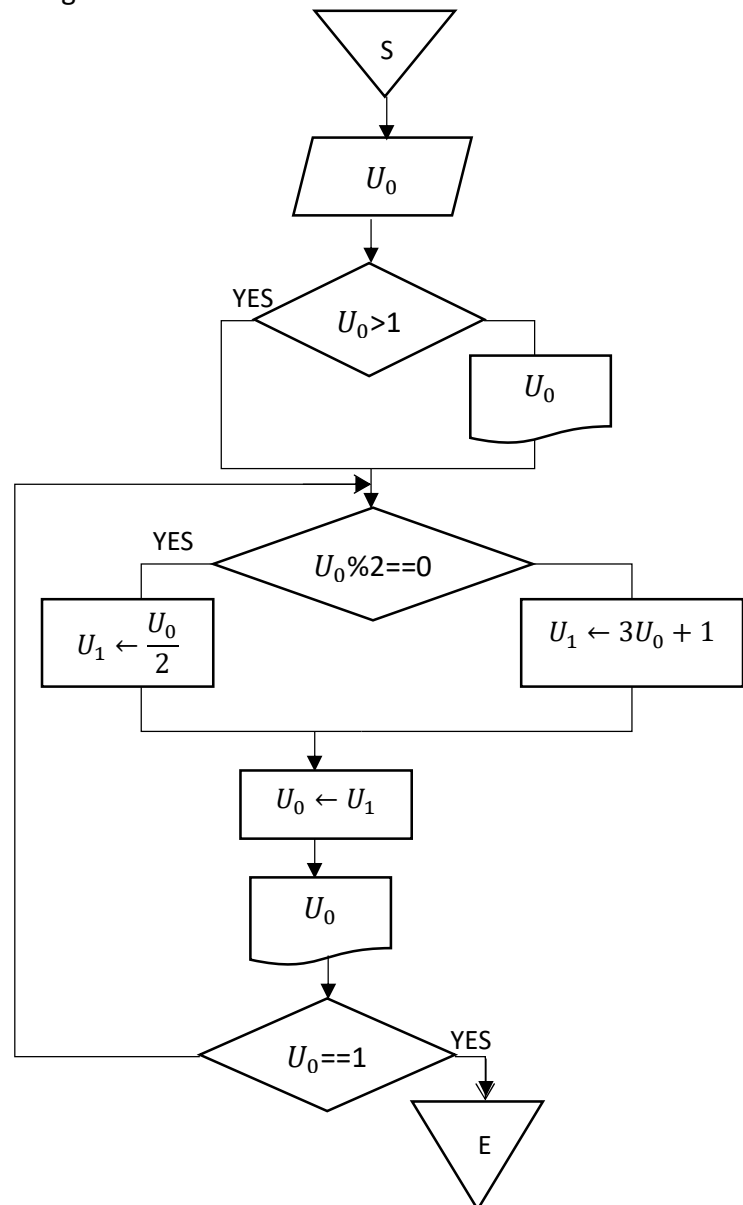 S
U₀
YES
U₀>1
U₀
YES
U₀%2==0
U₁ ← U₀/2
U₁ ← 3U₀ + 1
U₀ ← U₁
U₀
YES
U₀==1
E